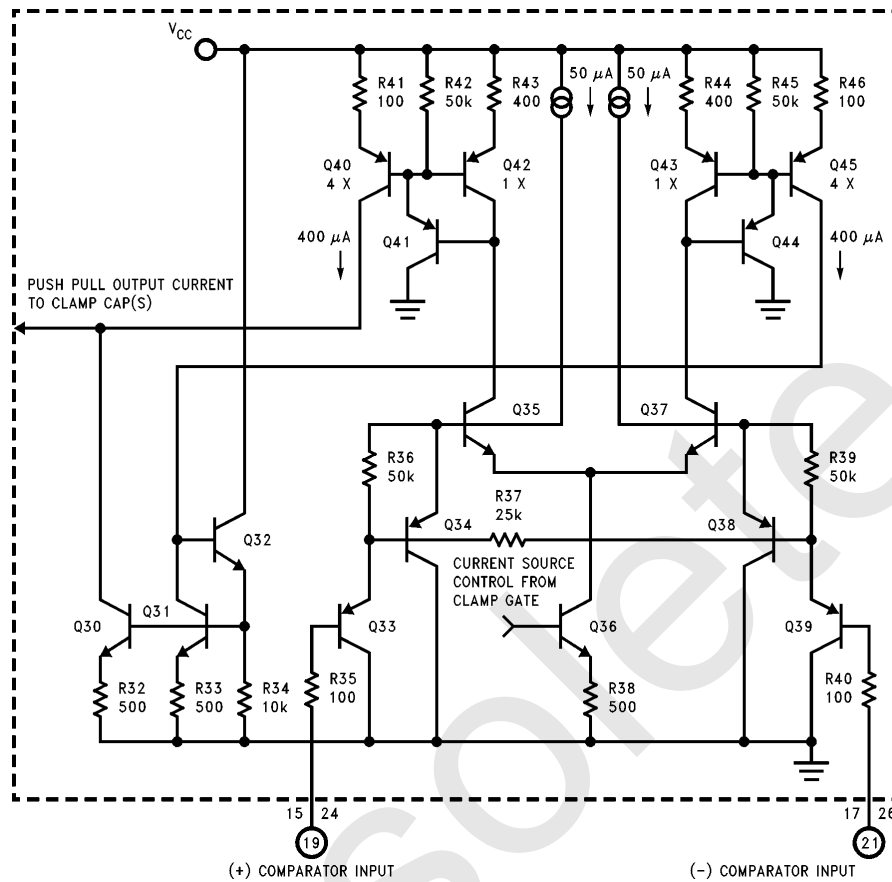 VCC
R41
100
R42
50k
R43
400
50 µA
50 µA
R44
400
R45
50k
R46
100
Q40
4 X
Q42
1 X
Q43
1 X
Q45
4 X
400 µA
Q41
Q44
400 µA
PUSH PULL OUTPUT CURRENT
TO CLAMP CAP(S)
Q35
Q37
R36
50k
R37
25k
R39
50k
Q34
Q38
Q32
CURRENT SOURCE
CONTROL FROM
CLAMP GATE
Q30
Q31
Q33
Q36
Q39
R32
500
R33
500
R34
10k
R35
100
R38
500
R40
100
15 24
17 26
19
21
(+) COMPARATOR INPUT
(-) COMPARATOR INPUT
solete